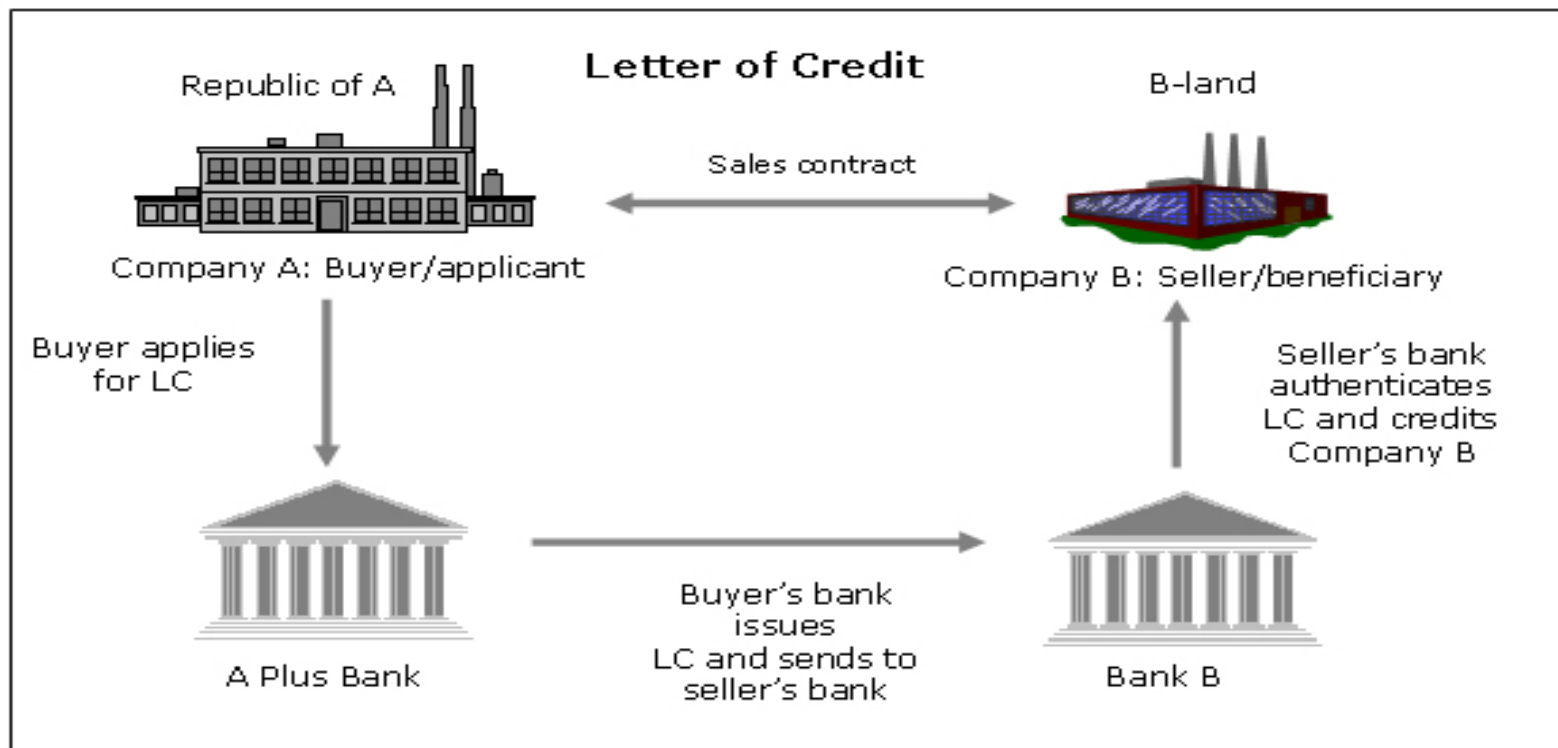 Letter of Credit
Republic of A
B-land
Sales contract
Company A: Buyer/applicant
Company B: Seller/beneficiary
Buyer applies
for LC
Seller’s bank
authenticates
LC and credits
Company B
Buyer’s bank
issues
LC and sends to
seller’s bank
A Plus Bank
Bank B